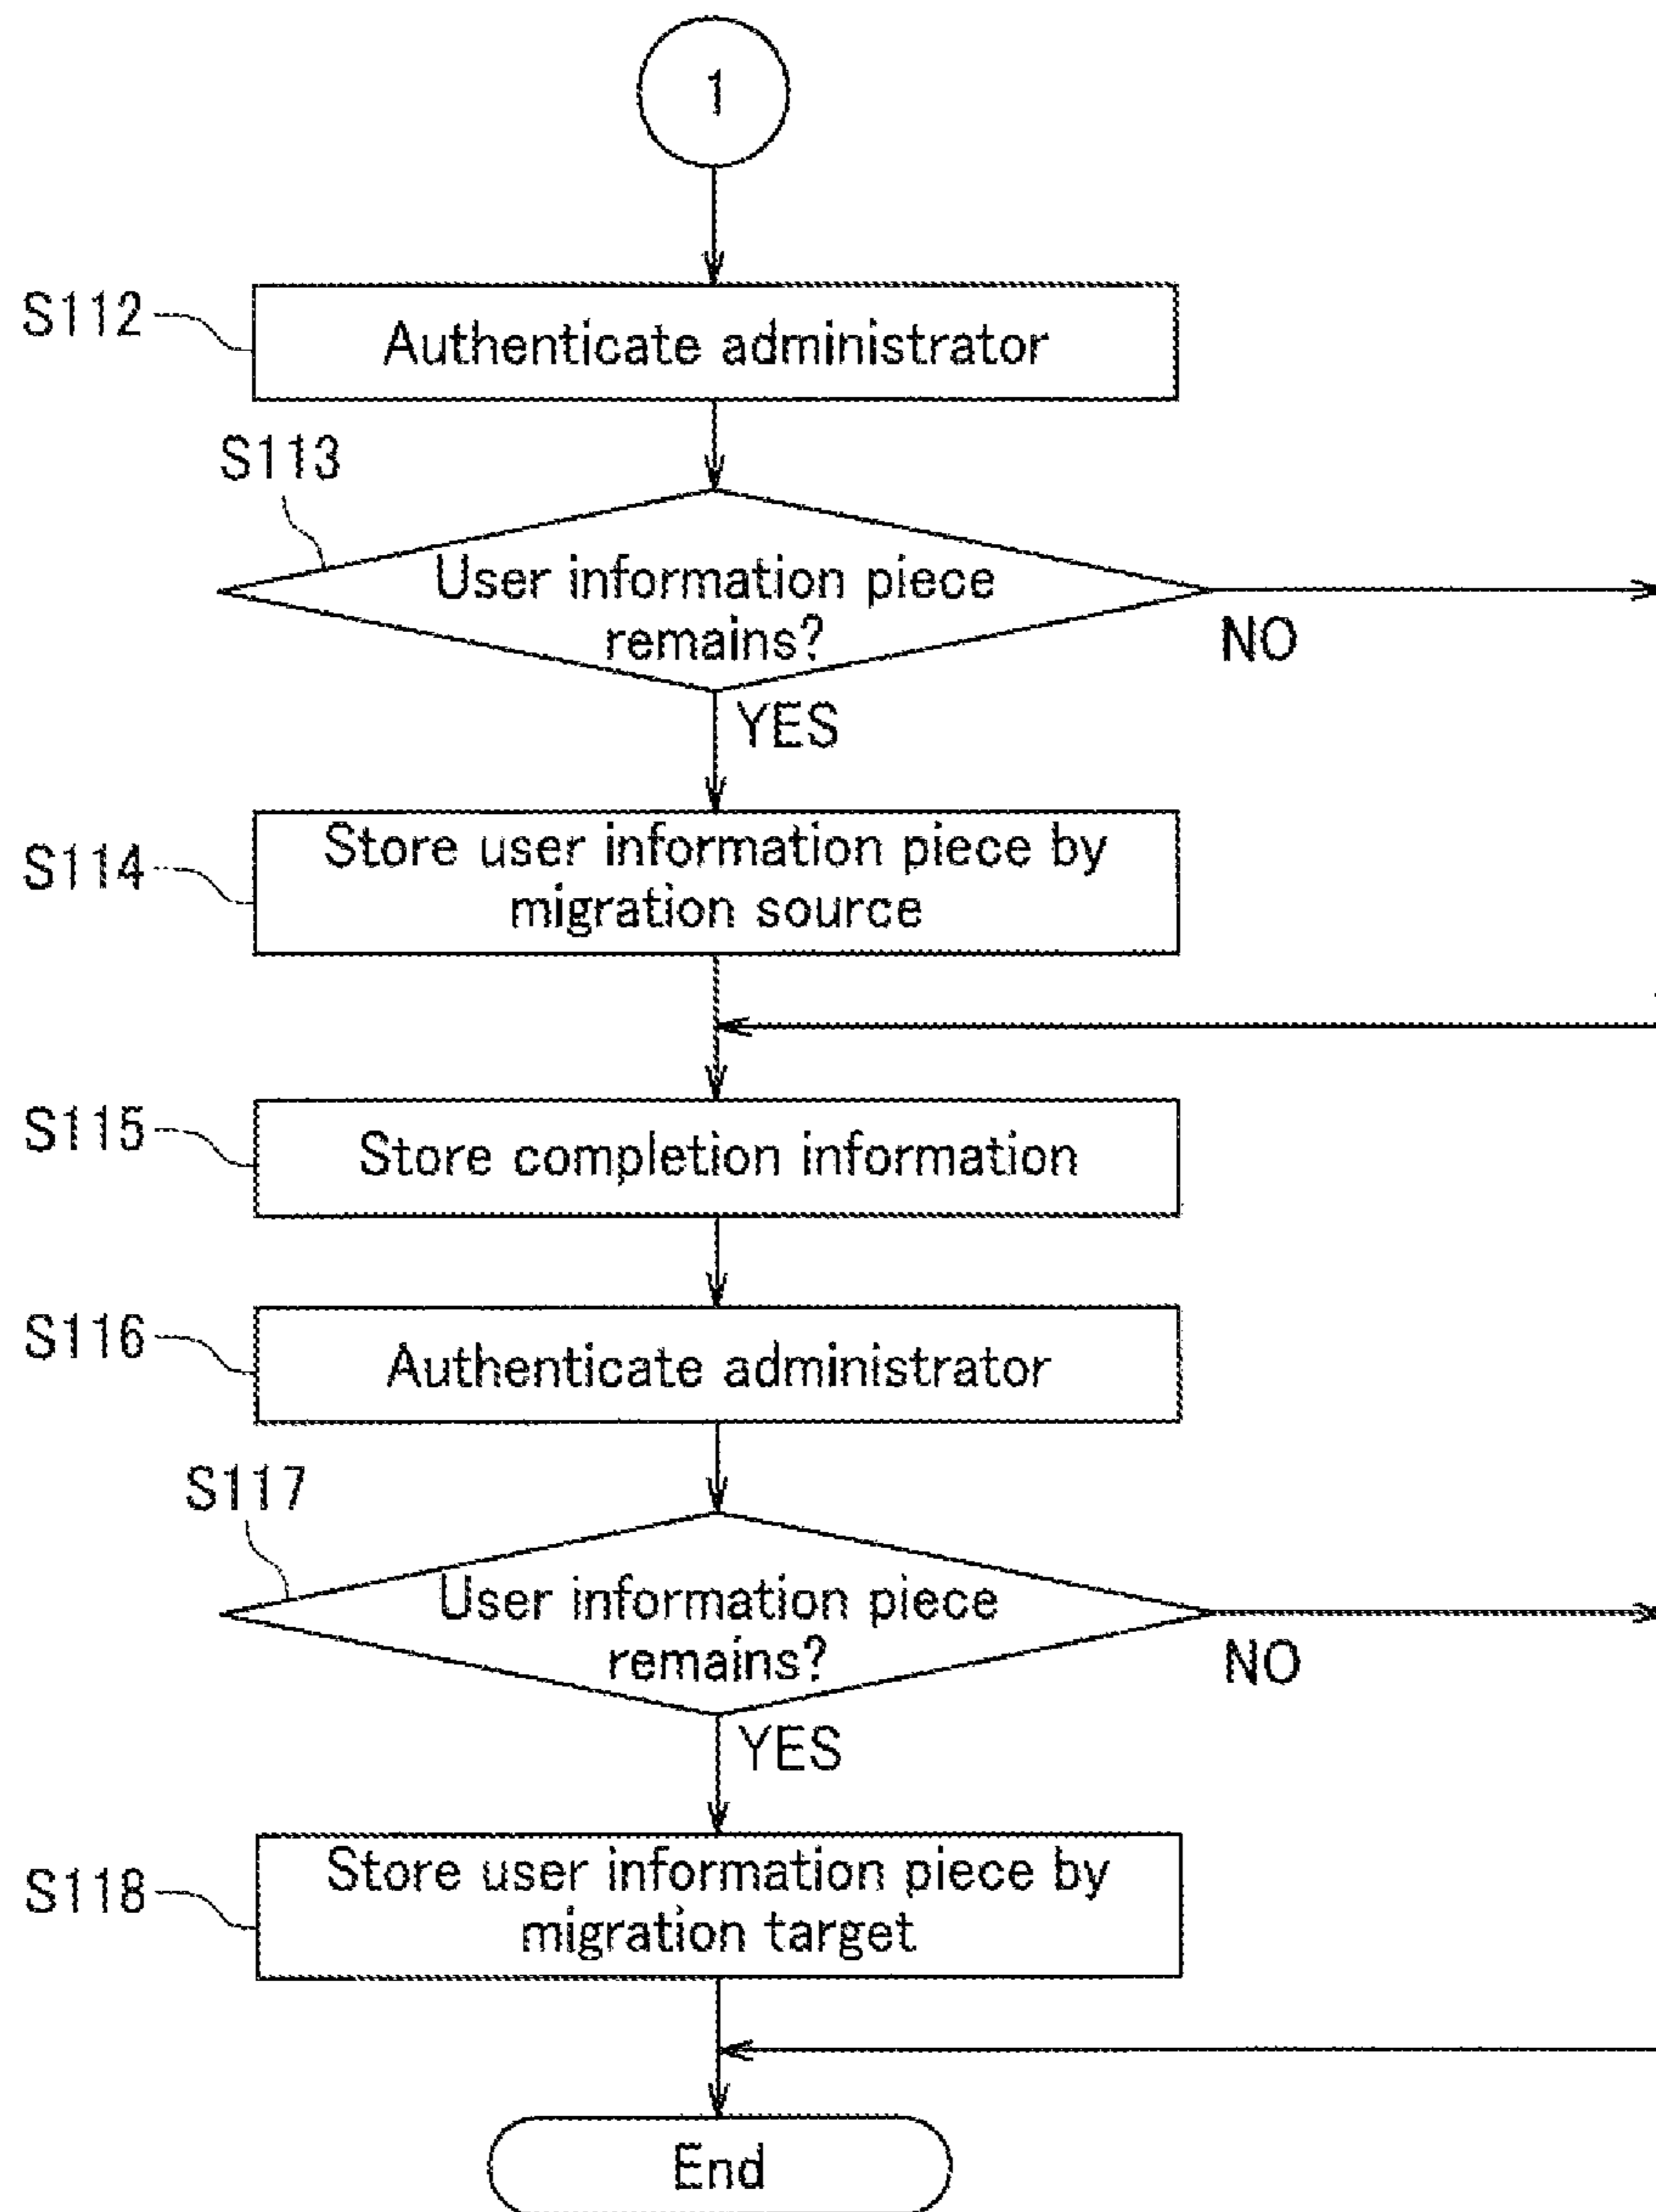 1
S112
Authenticate administrator
S113
User information piece
remains?
NO
YES
S114
Store user information piece by
migration source
S115
Store completion information
S116
Authenticate administrator
S117
User information piece
remains?
NO
YES
S118
Store user information piece by
migration target
End